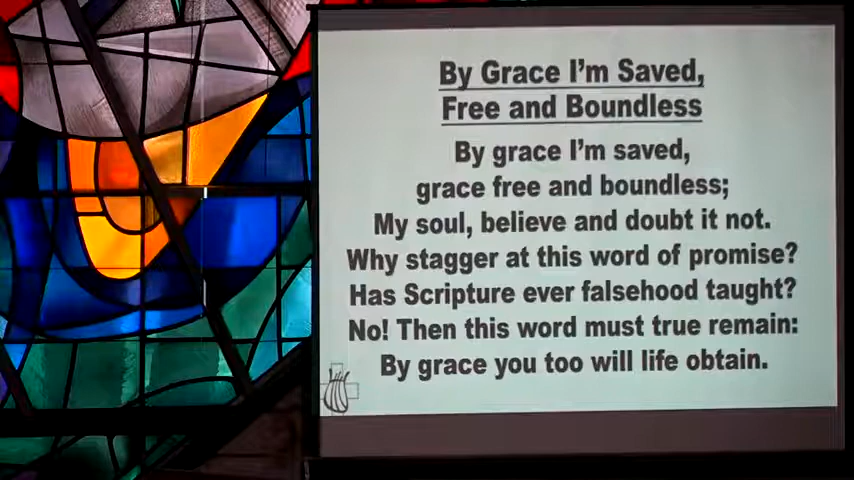 By Grace I'm Saved,
Free and Boundless
By grace I'm saved,
grace free and boundless;
My soul, believe and doubt it not.
Why stagger at this word of promise?
Has Scripture ever falsehood taught?
No! Then this word must true remain:
By grace you too will life obtain.